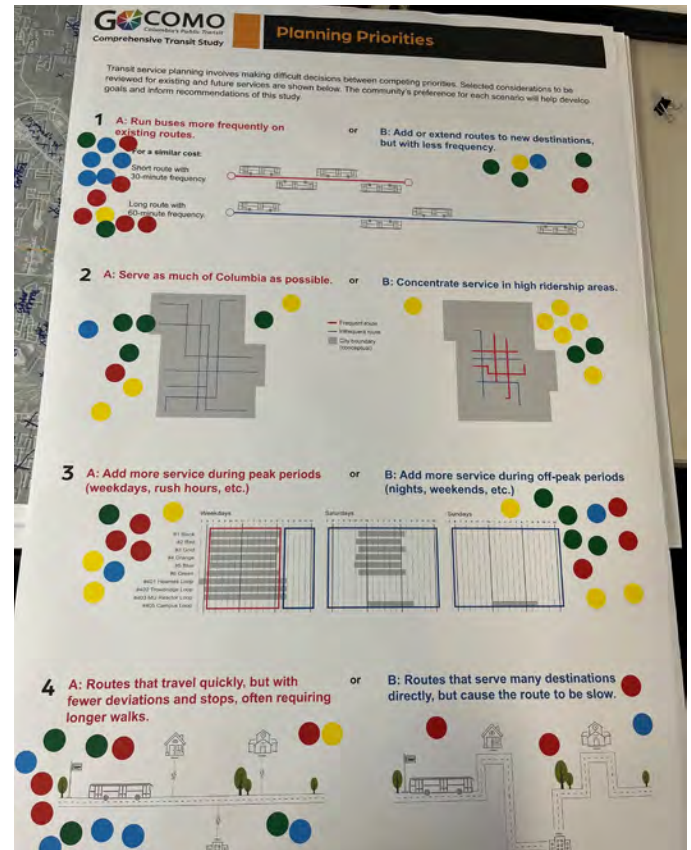 GOCOMO
Columbia's Public Transit
Comprehensive Transit Study
Planning Priorities
Transit service planning involves making difficult decisions between competing priorities. Selected considerations to be
reviewed for existing and future services are shown below. The community's preference for each scenario will help develop
goals and inform recommendations of this study.
1 A: Run buses more frequently on
existing routes.
or
B: Add or extend routes to new destinations,
but with less frequency.
For a similar cost:
Short route with
30-minute frequency
Long route with
60-minute frequency
2 A: Serve as much of Columbia as possible.
or
B: Concentrate service in high ridership areas.
Frequent route
Infrequent route
City boundary
(conceptual)
3 A: Add more service during peak periods
(weekdays, rush hours, etc.)
or
B: Add more service during off-peak periods
(nights, weekends, etc.)
Weekdays
Saturdays
Sundays
#1 Black
#2 Red
#3 Gold
#4 Orange
#5 Blue
#6 Green
#401 Hearnes Loop
#402 Trowbridge Loop
#403 MU Reactor Loop
#405 Campus Loop
4 A: Routes that travel quickly, but with
fewer deviations and stops, often requiring
longer walks.
or
B: Routes that serve many destinations
directly, but cause the route to be slow.